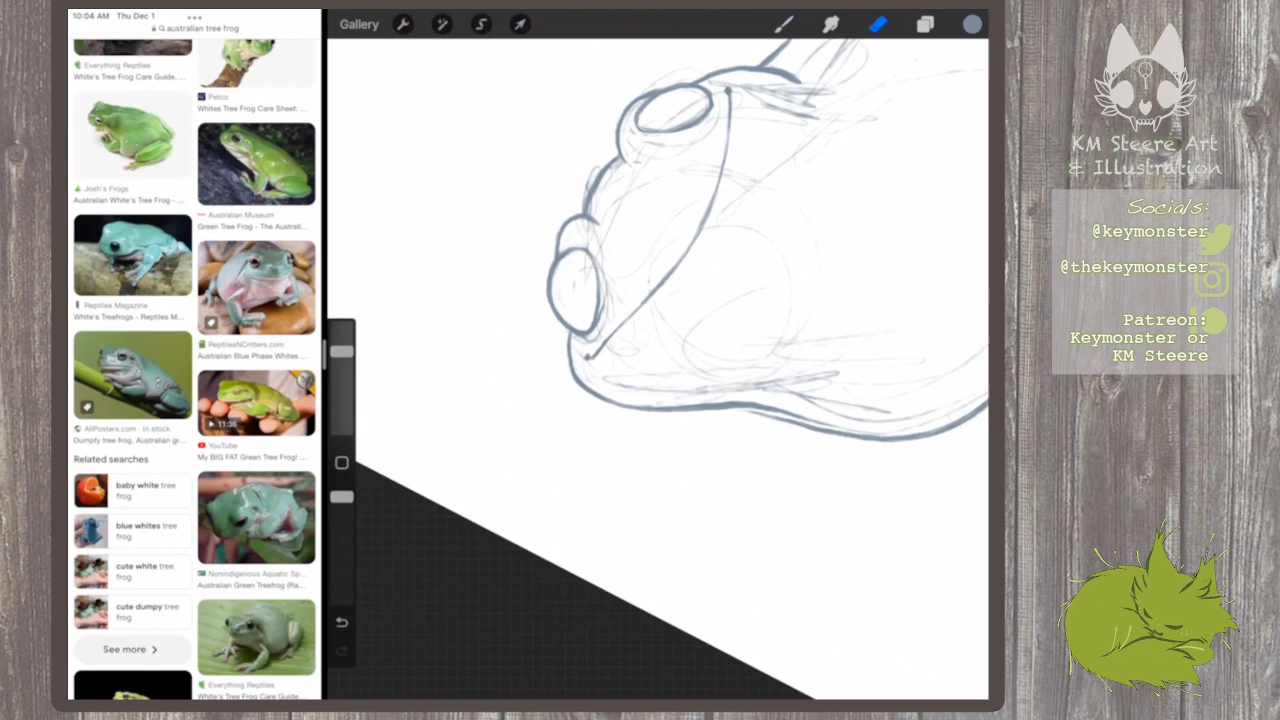 10:04 AM Thu Dec 1
australian tree frog
Everything Reptiles
White's Tree Frog Care Guide, ...
Petco
Whites Tree Frog Care Sheet: ...
Josh's Frogs
Australian White's Tree Frog - ...
Australian Museum
Green Tree Frog - The Australi...
Reptiles Magazine
White's Treefrogs - Reptiles M...
ReptilesNCritters.com
Australian Blue Phase Whites ...
AllPosters.com · In stock
Dumpty tree frog, Australian gr...
11:36
YouTube
My BIG FAT Green Tree Frog! ...
Related searches
baby white tree
frog
blue whites tree
frog
cute white tree
frog
cute dumpy tree
frog
See more
Nonindigenous Aquatic Sp...
Australian Green Treefrog (Ra...
Everything Reptiles
White's Tree Frog Care Guide...
Gallery
KM Steere Art
& Illustration
Socials:
@keymonster
@thekeymonster
Patreon:
Keymonster or
KM Steere